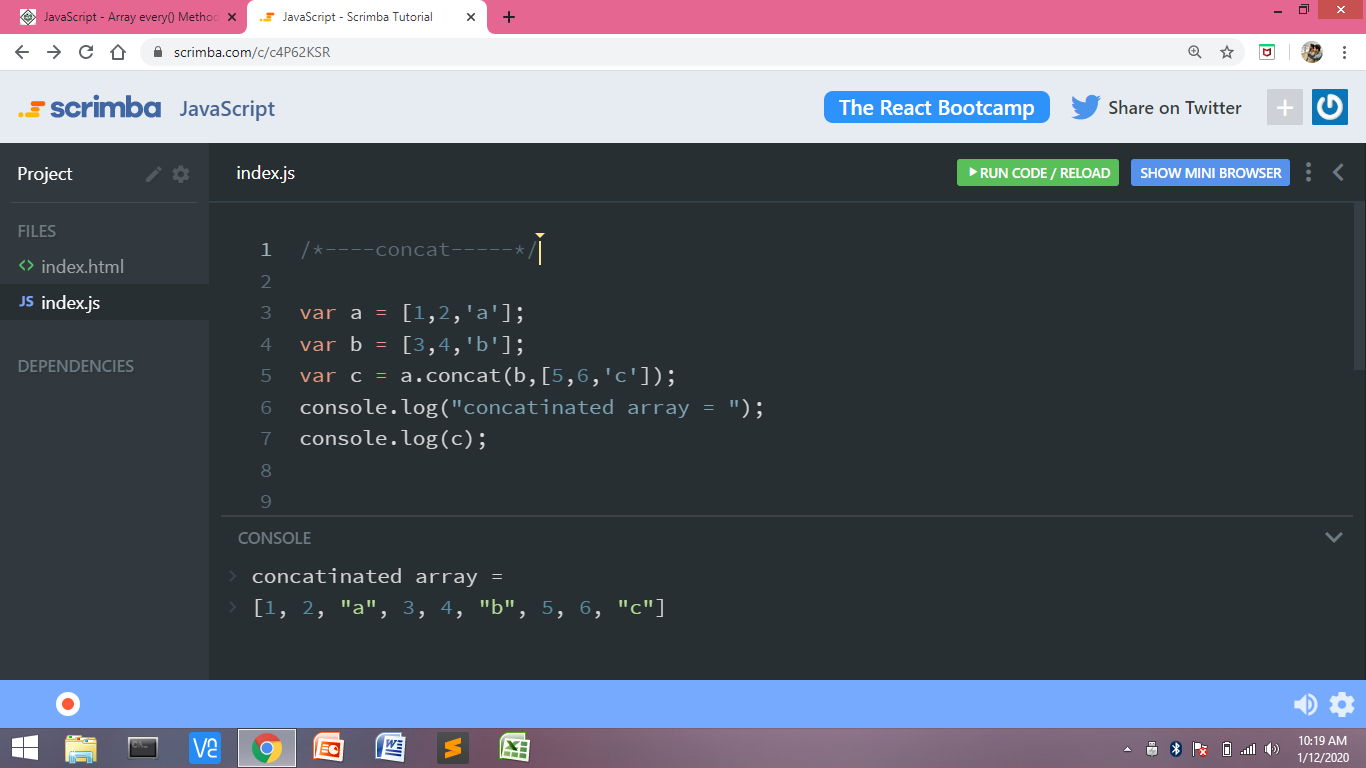 JavaScript - Array every() Method
JavaScript - Scrimba Tutorial
scrimba.com/c/c4P62KSR
scrimba JavaScript
The React Bootcamp
Share on Twitter
Project
index.js
RUN CODE / RELOAD
SHOW MINI BROWSER
FILES
index.html
JS index.js
DEPENDENCIES
1 /*----concat-----*/
2
3 var a = [1,2,'a'];
4 var b = [3,4,'b'];
5 var c = a.concat(b,[5,6,'c']);
6 console.log("concatinated array = ");
7 console.log(c);
8
9
CONSOLE
concatinated array =
[1, 2, "a", 3, 4, "b", 5, 6, "c"]
10:19 AM
1/12/2020